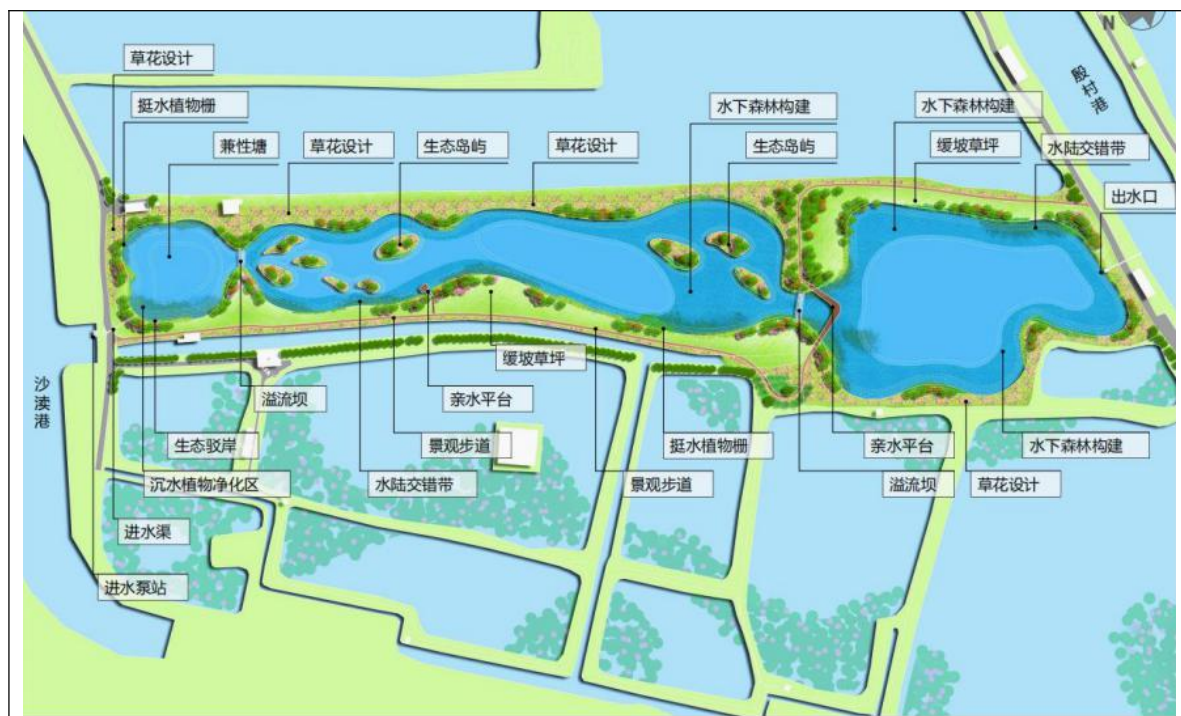 N
殷村港
草花设计
挺水植物栅
水下森林构建
水下森林构建
兼性塘
草花设计
生态岛屿
草花设计
生态岛屿
缓坡草坪
水陆交错带
出水口
缓坡草坪
沙渎港
溢流坝
亲水平台
生态驳岸
景观步道
挺水植物栅
亲水平台
水下森林构建
沉水植物净化区
水陆交错带
景观步道
溢流坝
草花设计
进水渠
进水泵站